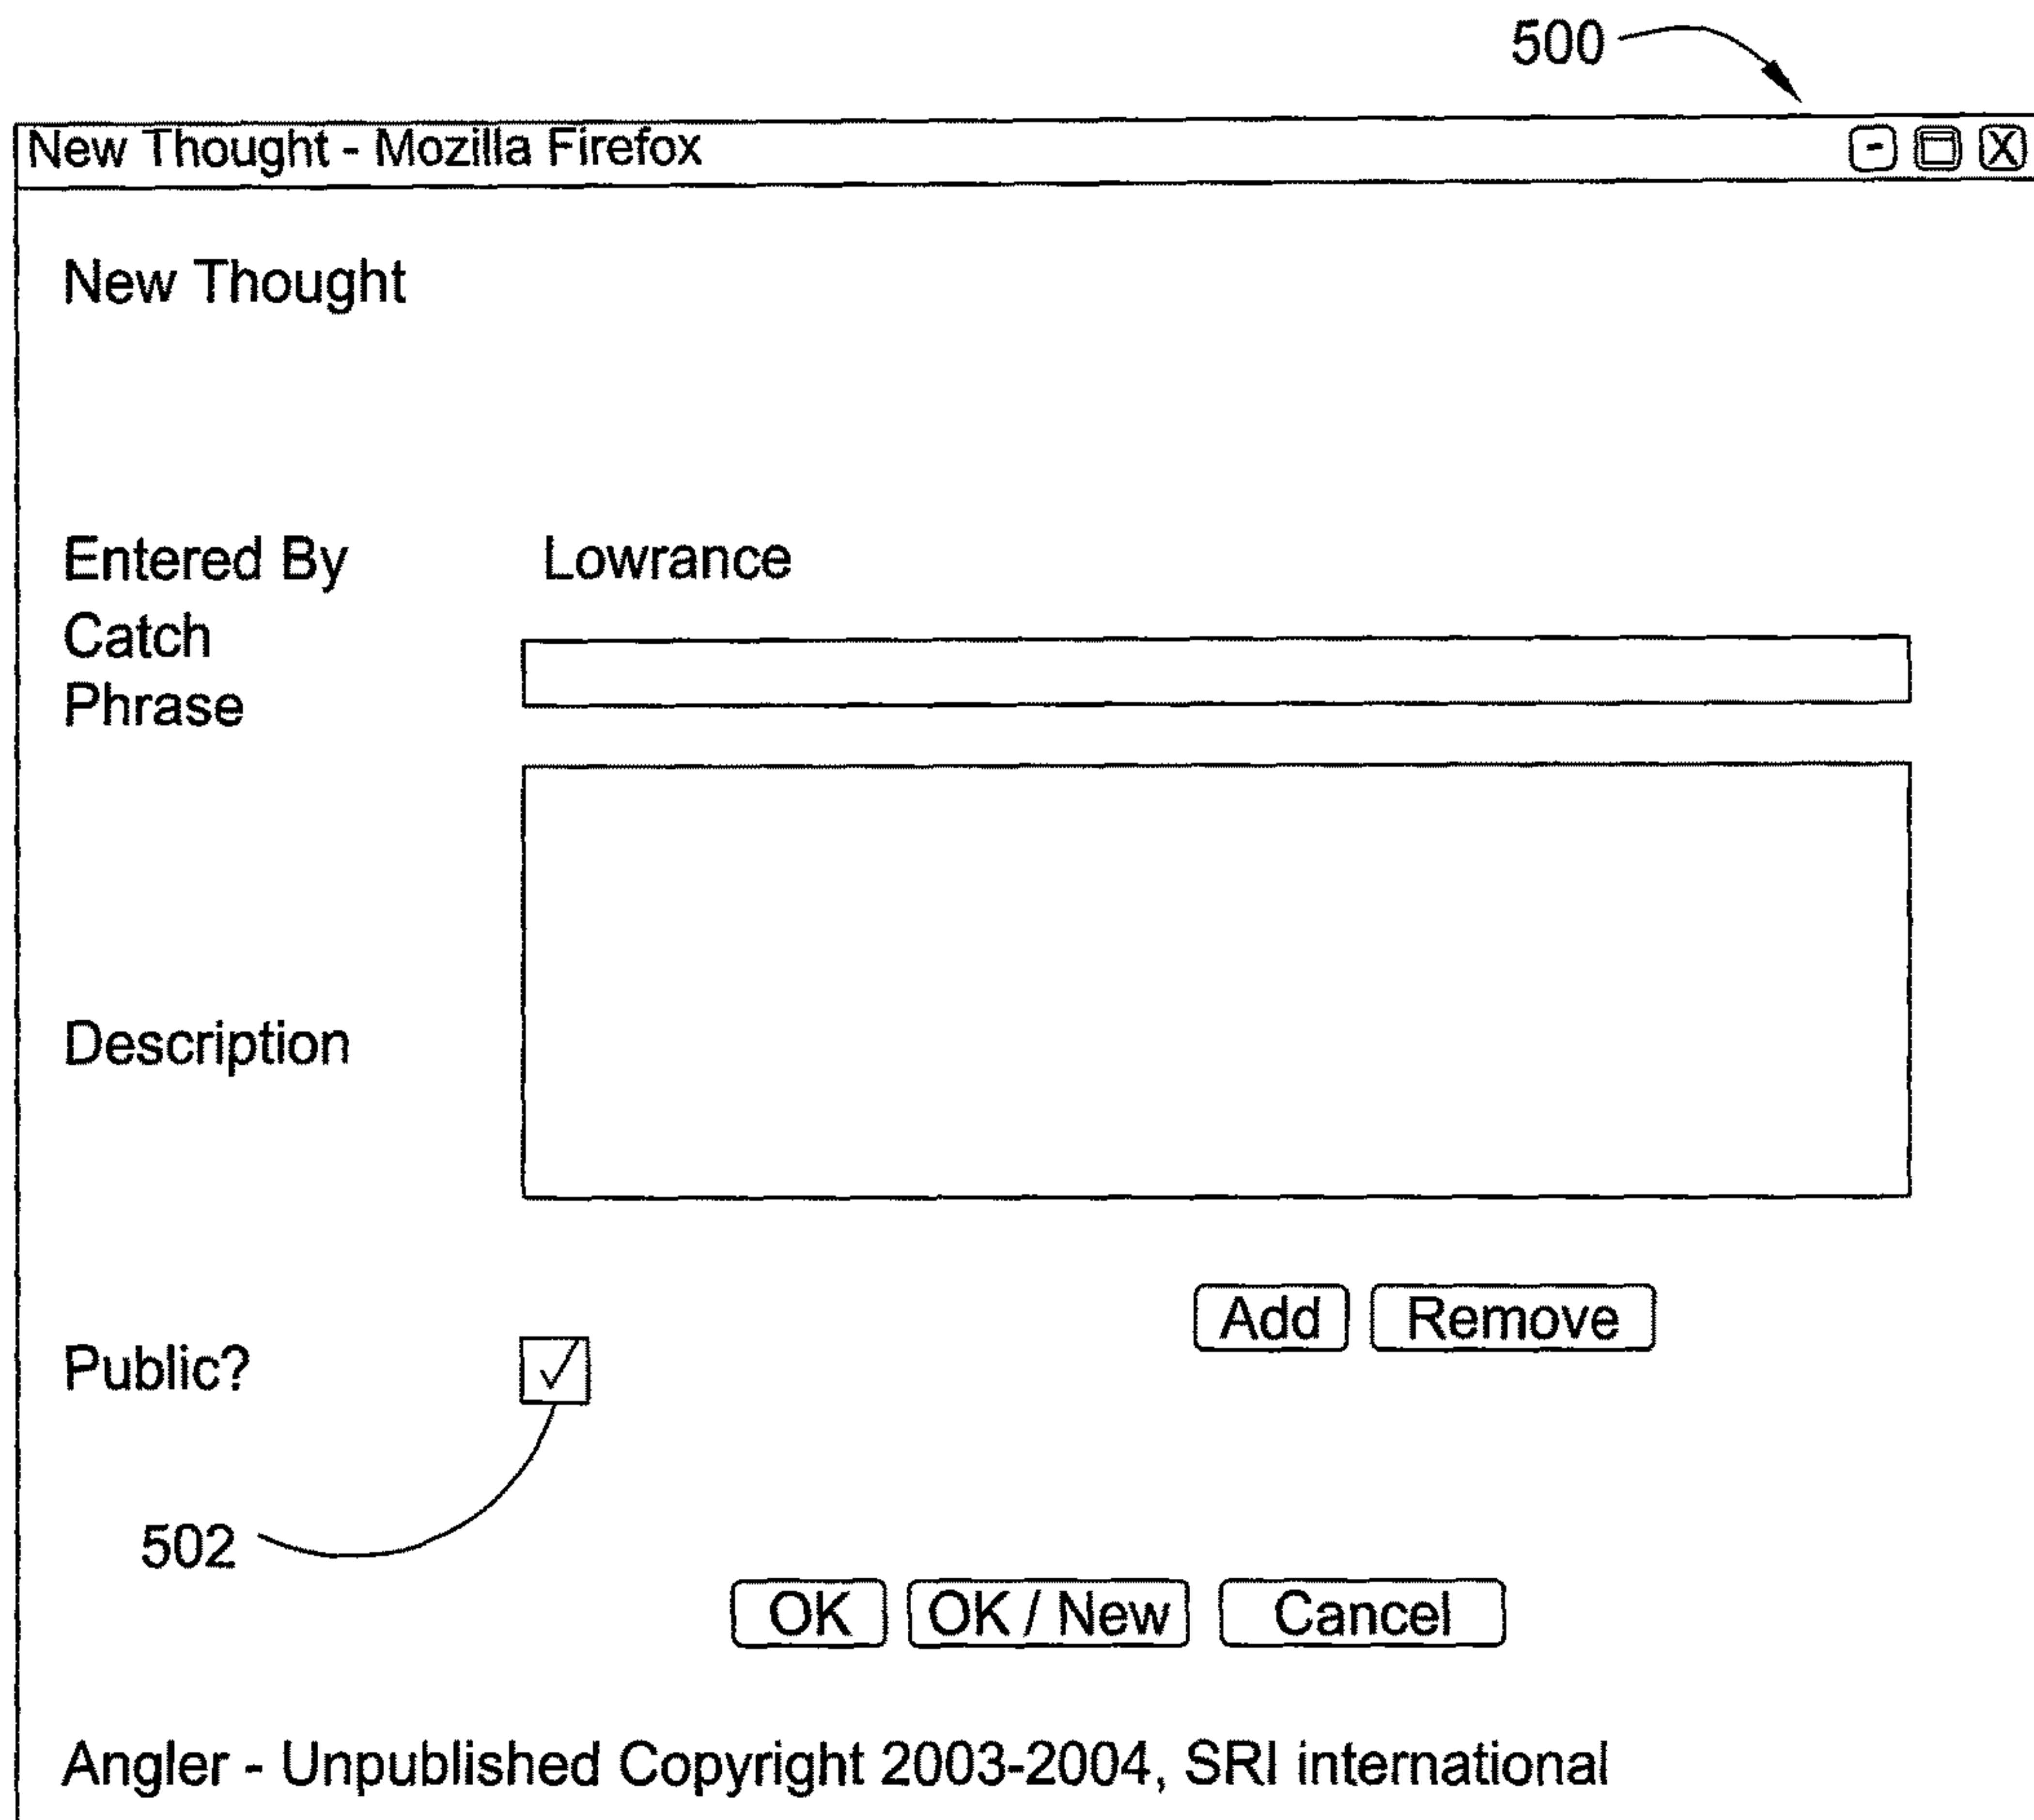 500
New Thought - Mozilla Firefox
New Thought
Entered By Lowrance
Catch
Phrase
Description
Add Remove
Public?
502
OK OK / New Cancel
Angler - Unpublished Copyright 2003-2004, SRI international